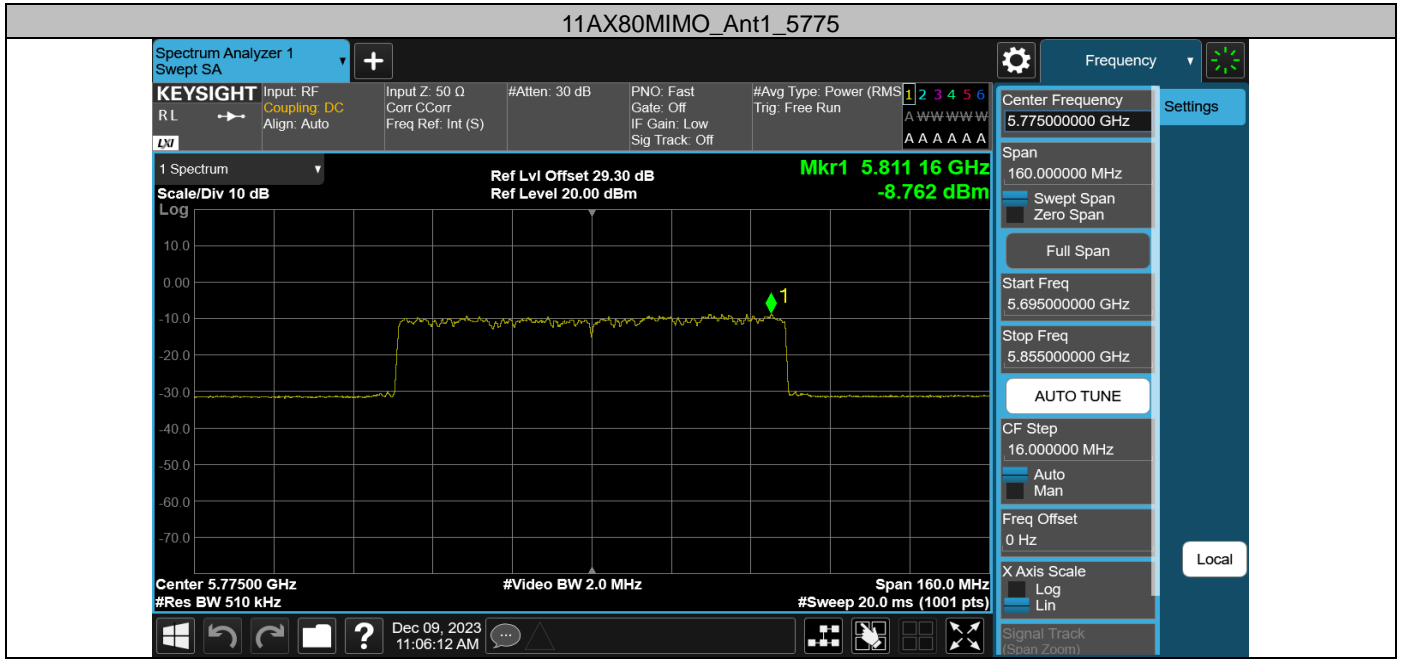 11AX80MIMO_Ant1_5775
Spectrum Analyzer 1
Swept SA
Frequency
KEYSIGHT
R L
LXI
Input: RF
Coupling: DC
Align: Auto
Input Z: 50 Ω
Corr CCorr
Freq Ref: Int (S)
#Atten: 30 dB
PNO: Fast
Gate: Off
IF Gain: Low
Sig Track: Off
#Avg Type: Power (RMS
Trig: Free Run
1 2 3 4 5 6
A W W W W W
A A A A A A
1 Spectrum
Scale/Div 10 dB
Log
Ref Lvl Offset 29.30 dB
Ref Level 20.00 dBm
Mkr1 5.811 16 GHz
-8.762 dBm
10.0
0.00
-10.0
-20.0
-30.0
-40.0
-50.0
-60.0
-70.0
1
Center 5.77500 GHz
#Res BW 510 kHz
#Video BW 2.0 MHz
Span 160.0 MHz
#Sweep 20.0 ms (1001 pts)
Center Frequency
5.775000000 GHz
Settings
Span
160.000000 MHz
Swept Span
Zero Span
Full Span
Start Freq
5.695000000 GHz
Stop Freq
5.855000000 GHz
AUTO TUNE
CF Step
16.000000 MHz
Auto
Man
Freq Offset
0 Hz
X Axis Scale
Log
Lin
Signal Track
(Span Zoom)
Local
?
Dec 09, 2023
11:06:12 AM